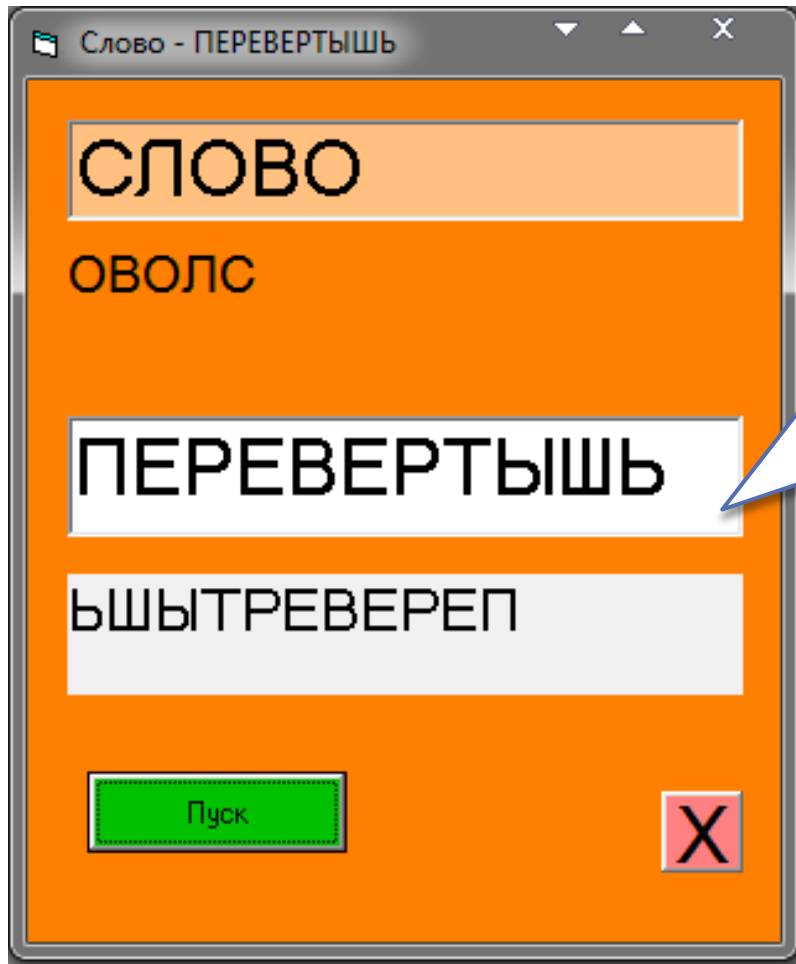 Слово - ПЕРЕВЕРТЫШЬ
X
СЛОВО
ОВОЛС
ПЕРЕВЕРТЫШЬ
ЬШЫТРЕВЕРЕП
Пуск
X